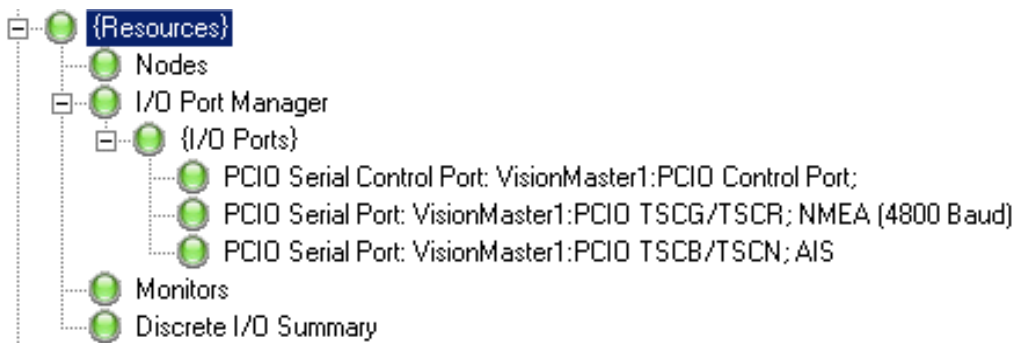 {Resources}
Nodes
I/O Port Manager
{I/O Ports}
PCIO Serial Control Port: VisionMaster1:PCIO Control Port;
PCIO Serial Port: VisionMaster1:PCIO TSCG/TSCR; NMEA (4800 Baud)
PCIO Serial Port: VisionMaster1:PCIO TSCB/TSCN; AIS
Monitors
Discrete I/O Summary